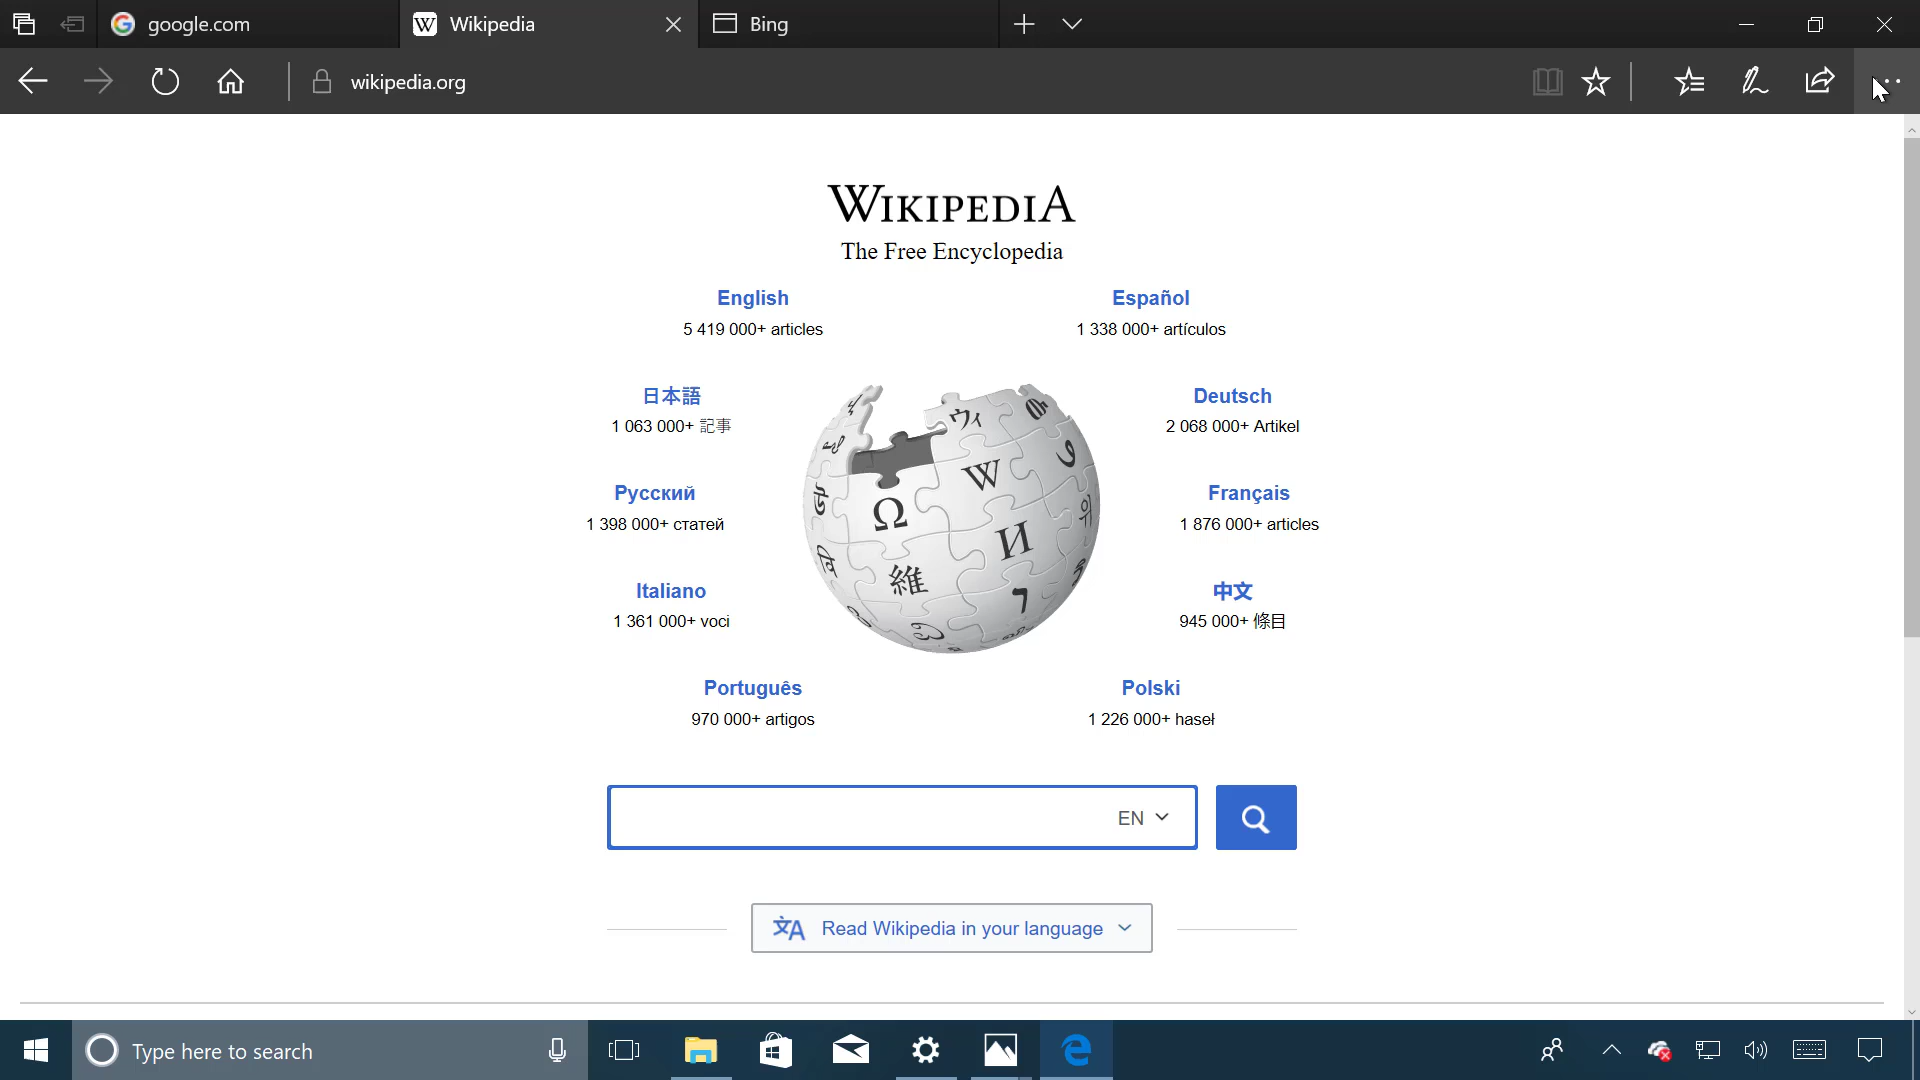 google.com
Wikipedia
Bing
wikipedia.org
WIKIPEDIA
The Free Encyclopedia
English
5 419 000+ articles
Español
1 338 000+ artículos
日本語
1 063 000+ 記事
Deutsch
2 068 000+ Artikel
Русский
1 398 000+ статей
Français
1 876 000+ articles
Italiano
1 361 000+ voci
中文
945 000+ 條目
Português
970 000+ artigos
Polski
1 226 000+ haseł
Ω
W
И
維
ウィ
EN
Read Wikipedia in your language
Type here to search